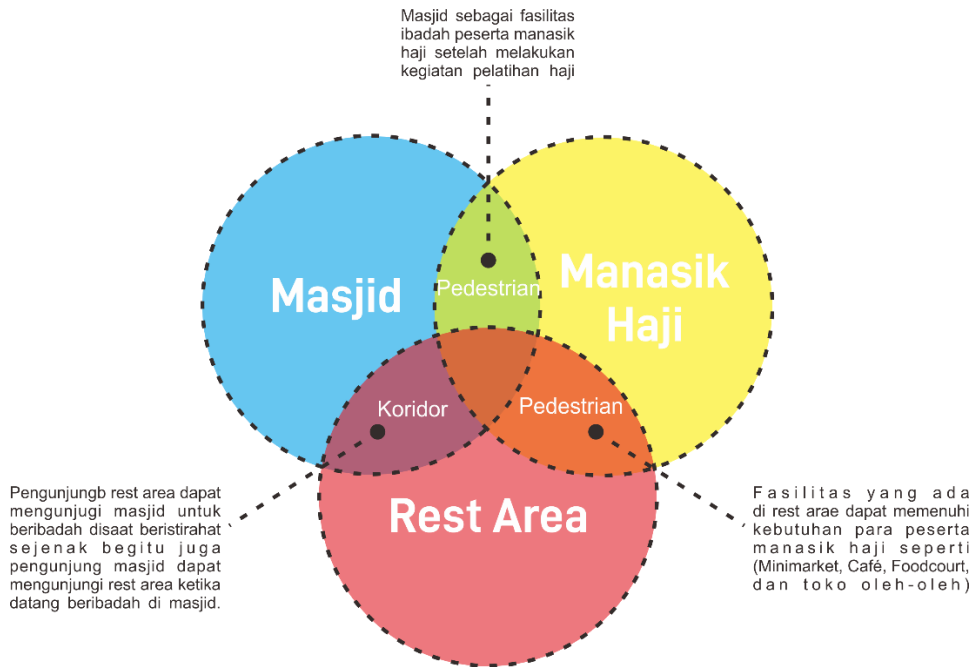 Masjid sebagai fasilitas
ibadah peserta manasik
haji setelah melakukan
kegiatan pelatihan haji
Masjid
Manasik
Haji
Pedestrian
Koridor
Pedestrian
Rest Area
Pengunjungb rest area dapat
mengunjugi masjid untuk
beribadah disaat beristirahat
sejenak begitu juga
pengunjung masjid dapat
mengunjungi rest area ketika
datang beribadah di masjid.
Fasilitas yang ada
di rest arae dapat memenuhi
kebutuhan para peserta
manasik haji seperti
(Minimarket, Café, Foodcourt,
dan toko oleh-oleh)